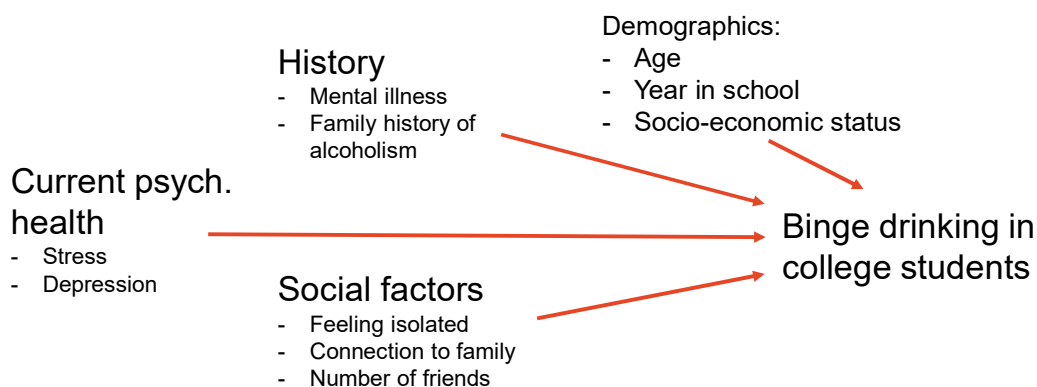 Demographics:
- Age
- Year in school
- Socio-economic status
History
- Mental illness
- Family history of
alcoholism
Current psych.
health
- Stress
- Depression
Binge drinking in
college students
Social factors
- Feeling isolated
- Connection to family
- Number of friends